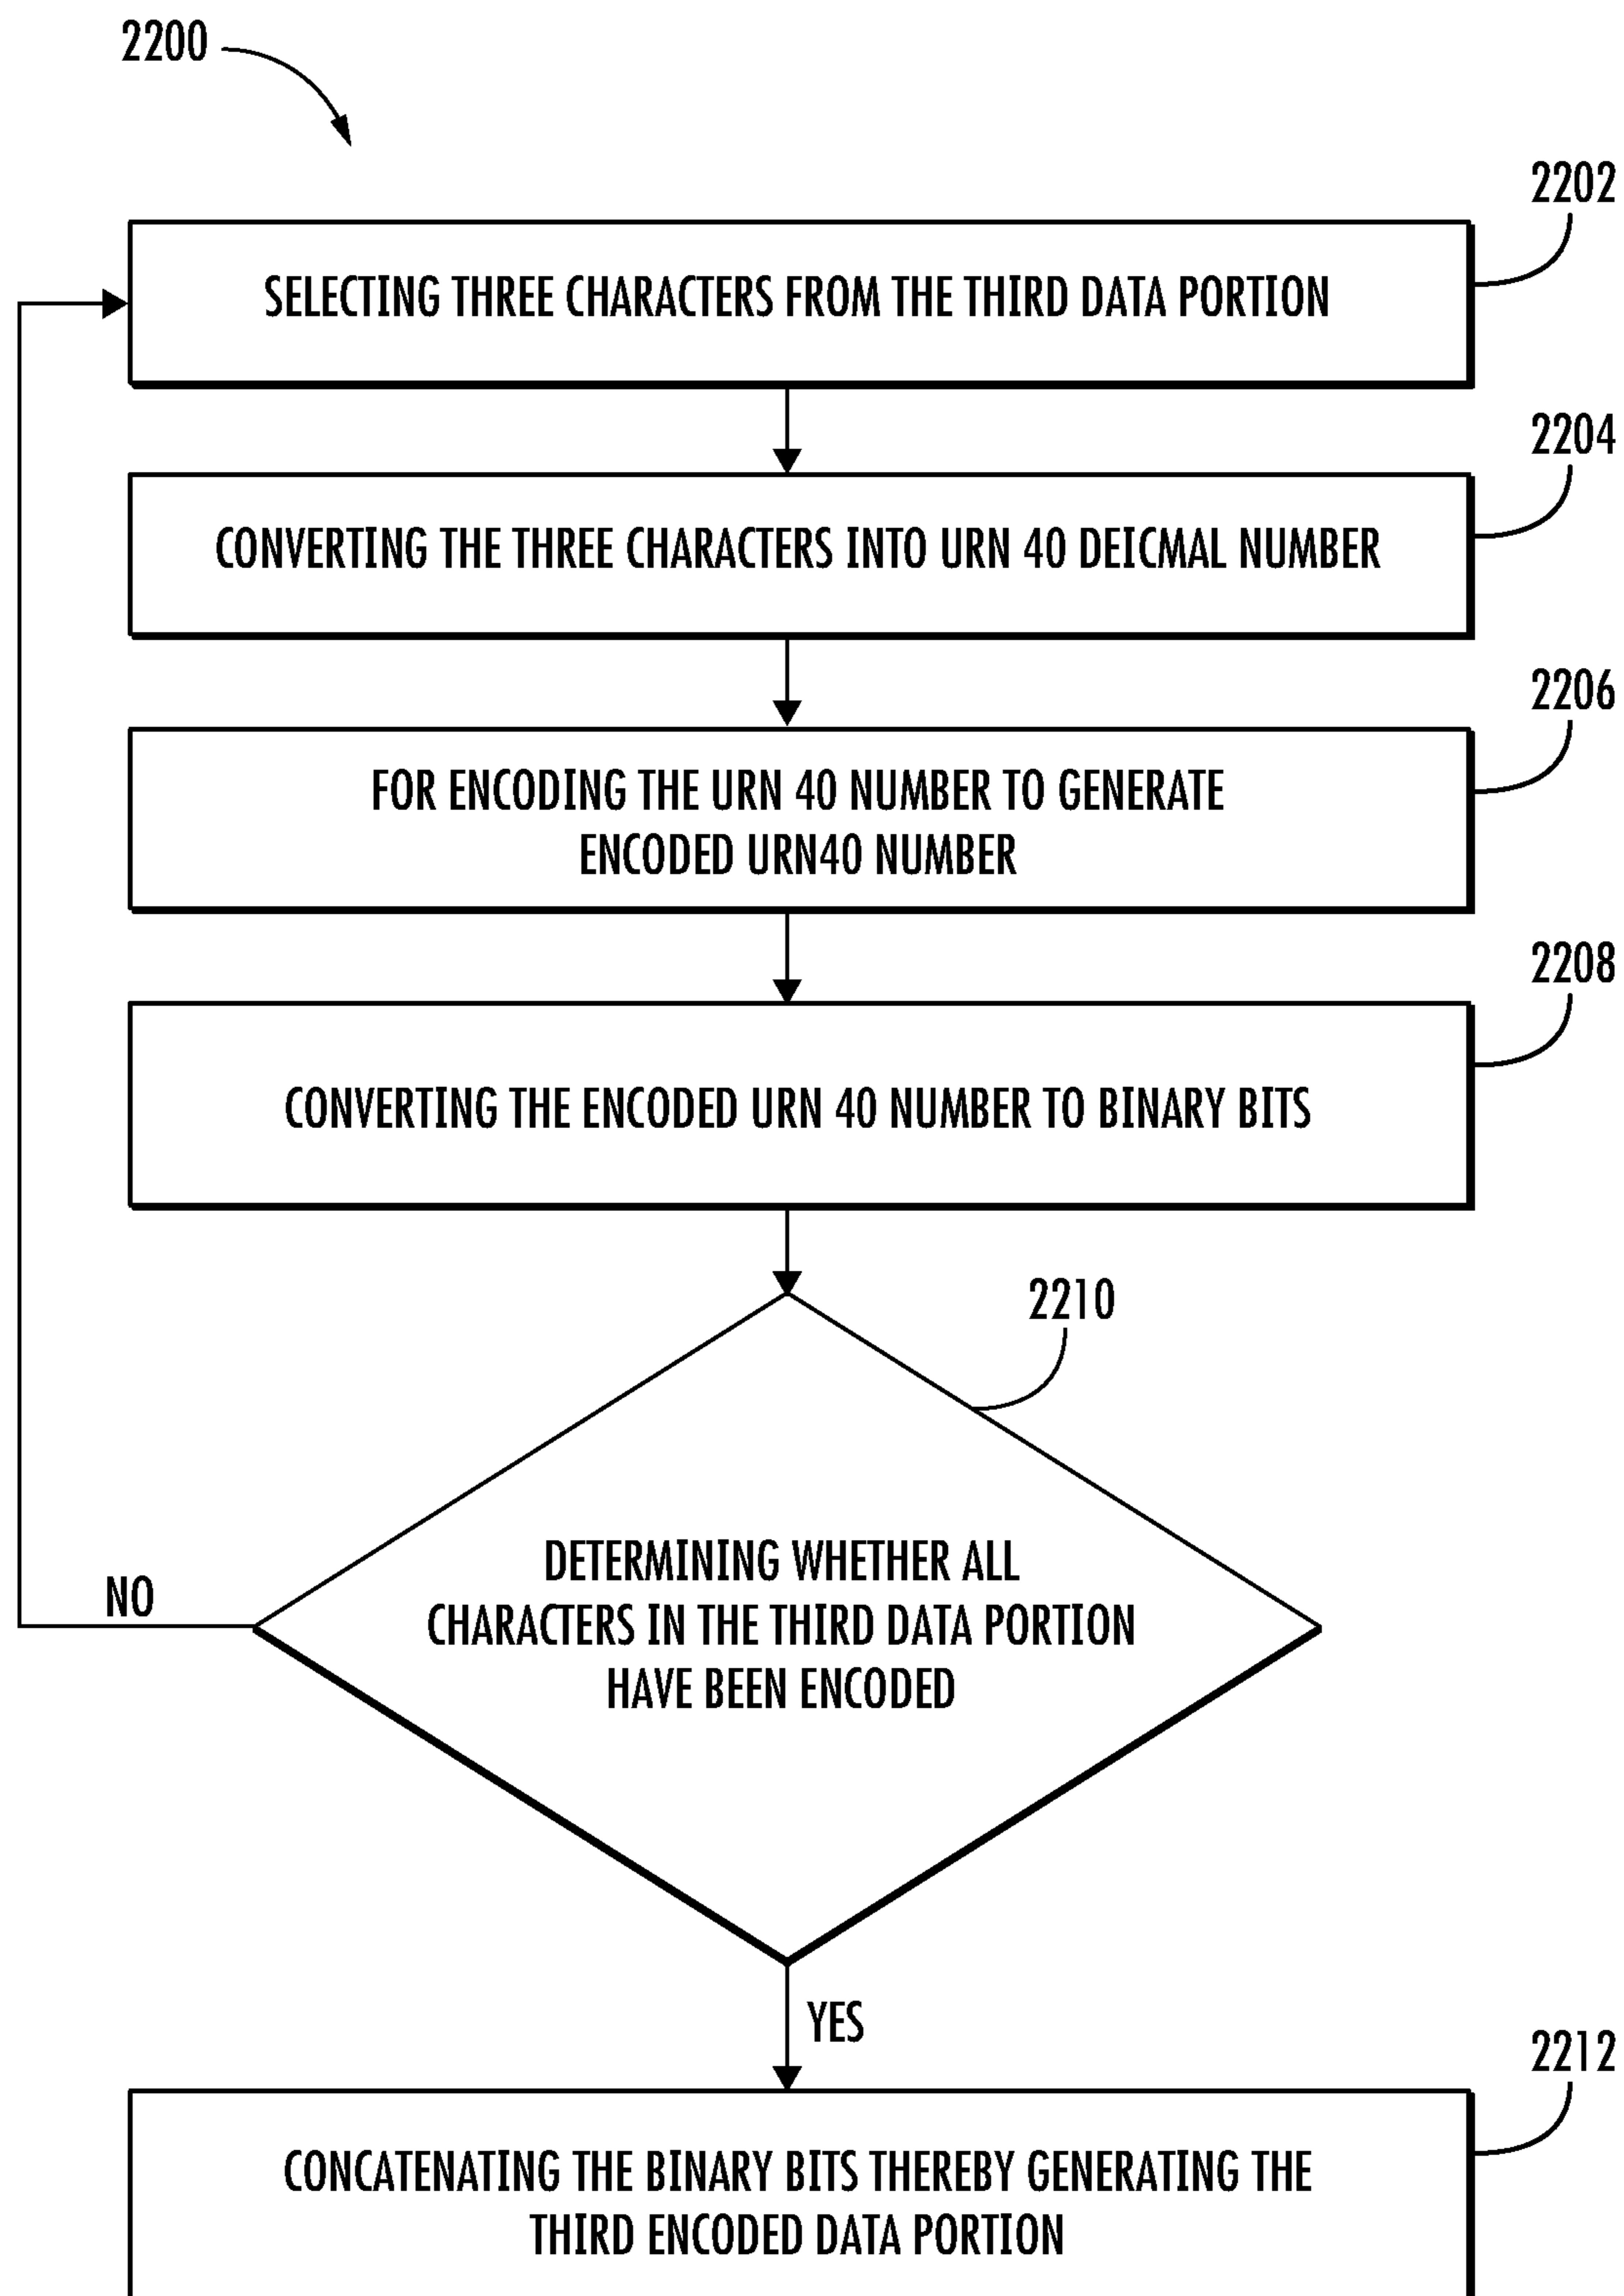 2200
2202
SELECTING THREE CHARACTERS FROM THE THIRD DATA PORTION
2204
CONVERTING THE THREE CHARACTERS INTO URN 40 DEICMAL NUMBER
2206
FOR ENCODING THE URN 40 NUMBER TO GENERATE
ENCODED URN40 NUMBER
2208
CONVERTING THE ENCODED URN 40 NUMBER TO BINARY BITS
2210
DETERMINING WHETHER ALL
CHARACTERS IN THE THIRD DATA PORTION
HAVE BEEN ENCODED
NO
YES
2212
CONCATENATING THE BINARY BITS THEREBY GENERATING THE
THIRD ENCODED DATA PORTION